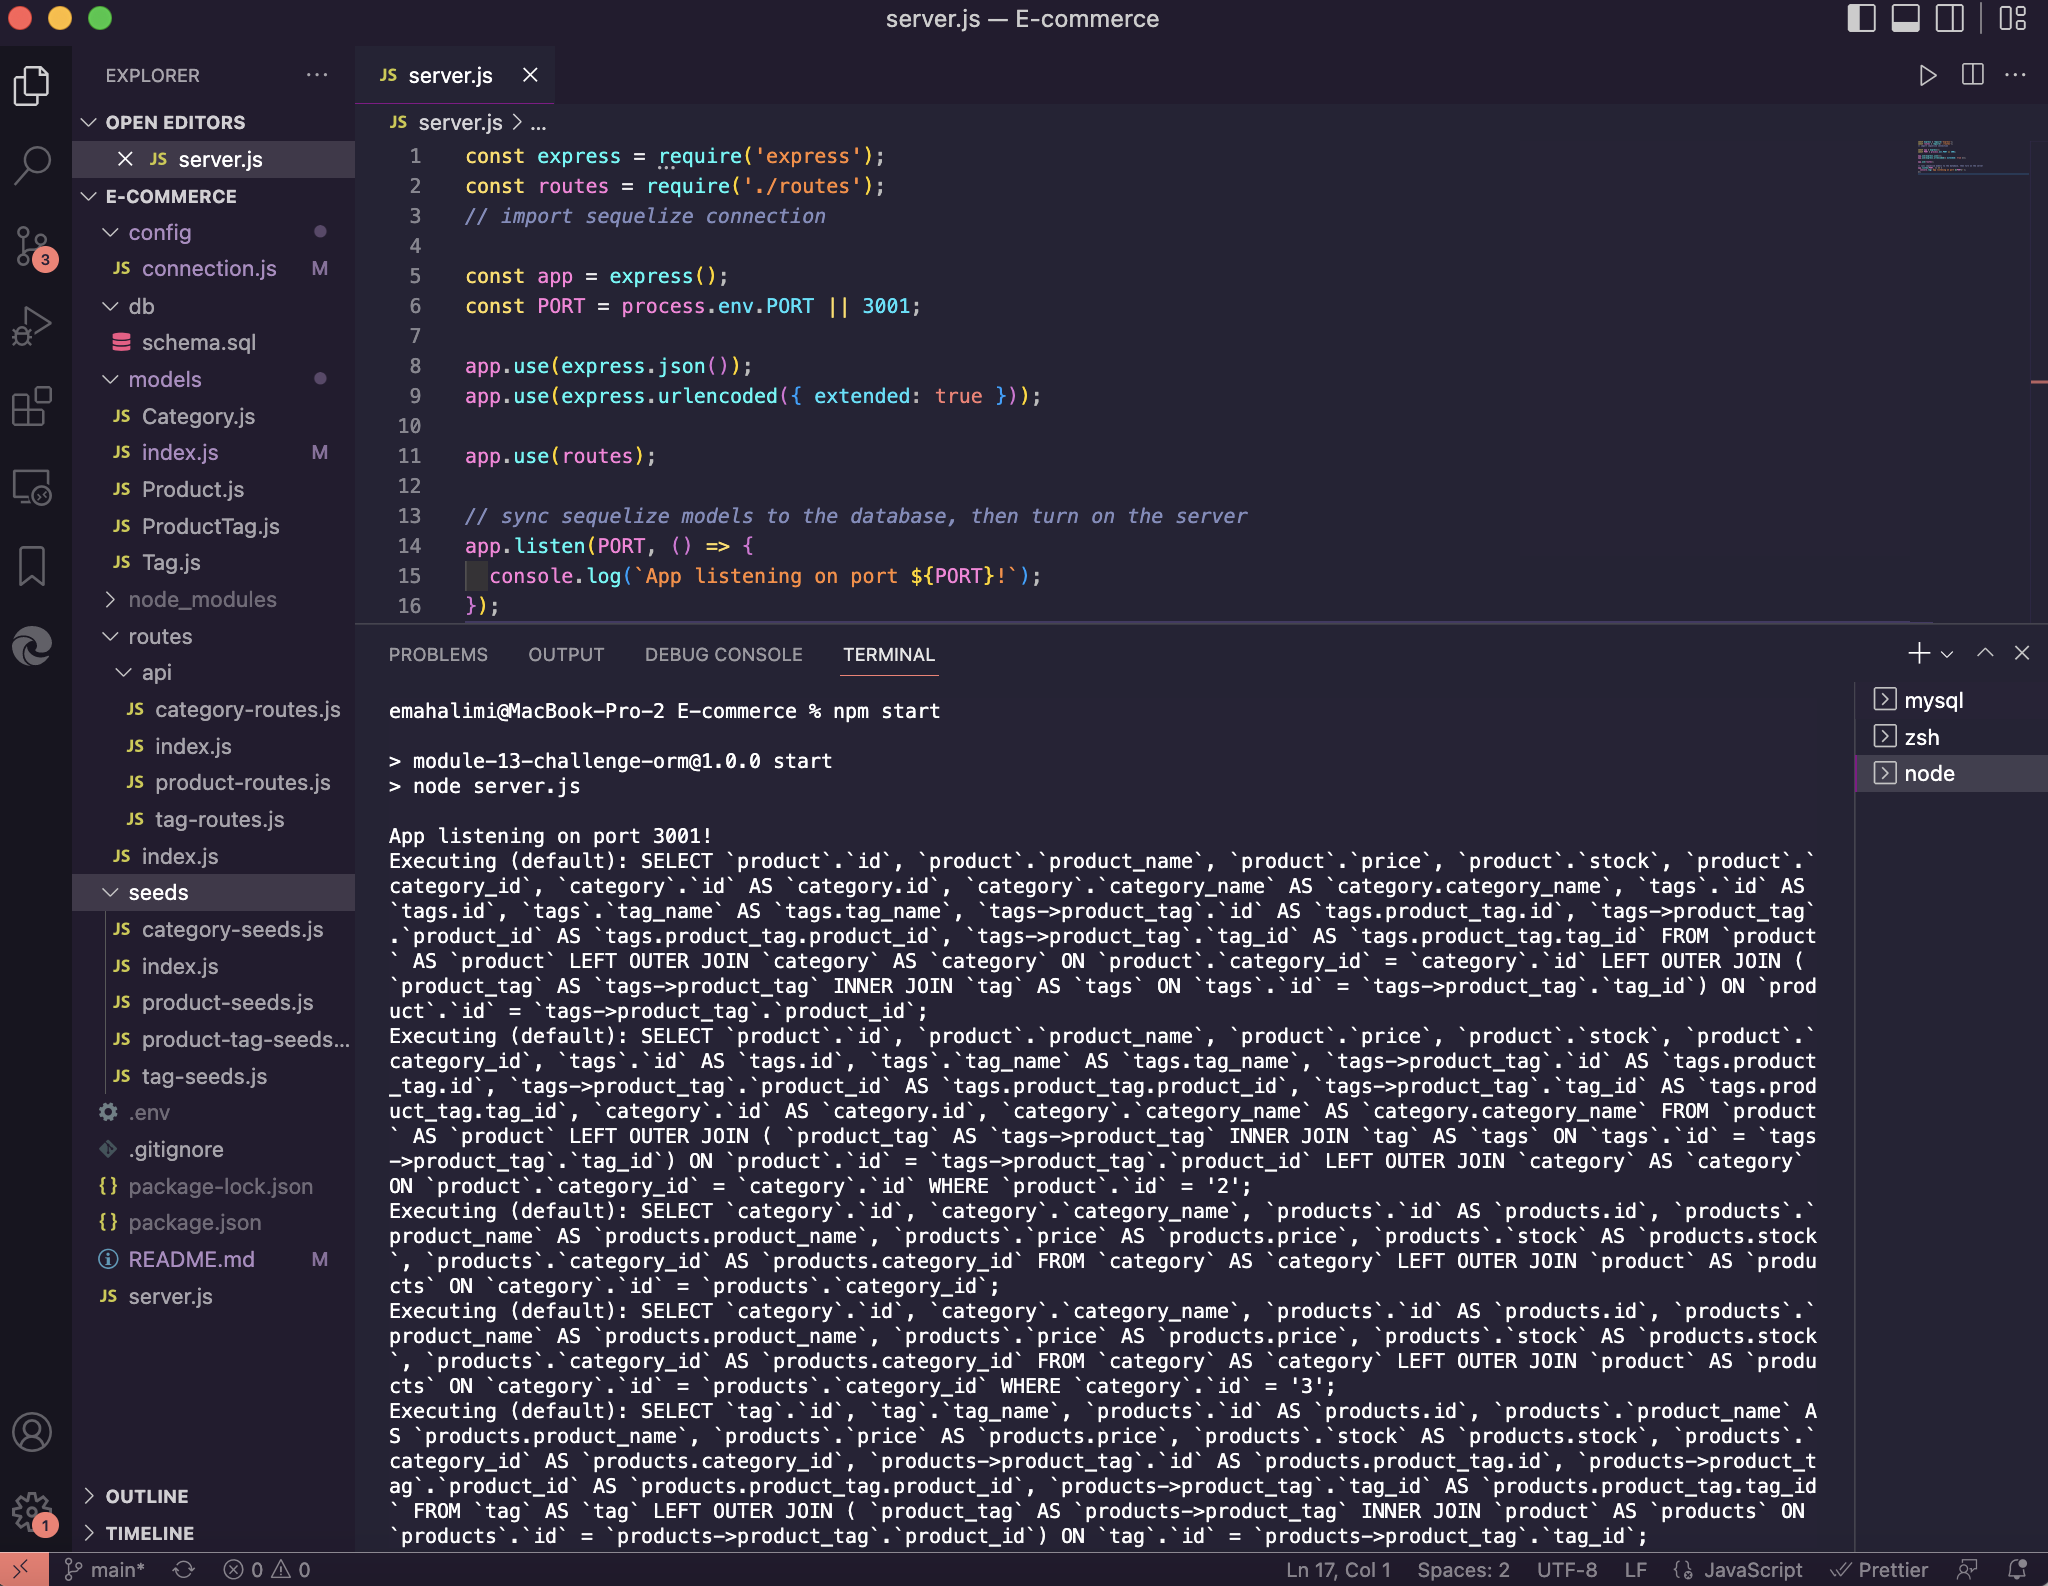 server.js — E-commerce
EXPLORER
OPEN EDITORS
JS server.js
E-COMMERCE
config
JS connection.js M
db
schema.sql
models
JS Category.js
JS index.js M
JS Product.js
JS ProductTag.js
JS Tag.js
node_modules
routes
api
JS category-routes.js
JS index.js
JS product-routes.js
JS tag-routes.js
JS index.js
seeds
JS category-seeds.js
JS index.js
JS product-seeds.js
JS product-tag-seeds...
JS tag-seeds.js
.env
.gitignore
{} package-lock.json
{} package.json
README.md M
JS server.js
OUTLINE
TIMELINE
3
1
JS server.js
JS server.js > ...
1 const express = require('express');
2 const routes = require('./routes');
3 // import sequelize connection
4
5 const app = express();
6 const PORT = process.env.PORT || 3001;
7
8 app.use(express.json());
9 app.use(express.urlencoded({ extended: true }));
10
11 app.use(routes);
12
13 // sync sequelize models to the database, then turn on the server
14 app.listen(PORT, () => {
15 console.log(`App listening on port ${PORT}!`);
16 });
PROBLEMS OUTPUT DEBUG CONSOLE TERMINAL
emahalimi@MacBook-Pro-2 E-commerce % npm start
> module-13-challenge-orm@1.0.0 start
> node server.js
App listening on port 3001!
Executing (default): SELECT `product`.`id`, `product`.`product_name`, `product`.`price`, `product`.`stock`, `product`.`
category_id`, `category`.`id` AS `category.id`, `category`.`category_name` AS `category.category_name`, `tags`.`id` AS
`tags.id`, `tags`.`tag_name` AS `tags.tag_name`, `tags->product_tag`.`id` AS `tags.product_tag.id`, `tags->product_tag`
.`product_id` AS `tags.product_tag.product_id`, `tags->product_tag`.`tag_id` AS `tags.product_tag.tag_id` FROM `product
` AS `product` LEFT OUTER JOIN `category` AS `category` ON `product`.`category_id` = `category`.`id` LEFT OUTER JOIN (
`product_tag` AS `tags->product_tag` INNER JOIN `tag` AS `tags` ON `tags`.`id` = `tags->product_tag`.`tag_id`) ON `prod
uct`.`id` = `tags->product_tag`.`product_id`;
Executing (default): SELECT `product`.`id`, `product`.`product_name`, `product`.`price`, `product`.`stock`, `product`.`
category_id`, `tags`.`id` AS `tags.id`, `tags`.`tag_name` AS `tags.tag_name`, `tags->product_tag`.`id` AS `tags.product
_tag.id`, `tags->product_tag`.`product_id` AS `tags.product_tag.product_id`, `tags->product_tag`.`tag_id` AS `tags.prod
uct_tag.tag_id`, `category`.`id` AS `category.id`, `category`.`category_name` AS `category.category_name` FROM `product
` AS `product` LEFT OUTER JOIN ( `product_tag` AS `tags->product_tag` INNER JOIN `tag` AS `tags` ON `tags`.`id` = `tags
->product_tag`.`tag_id`) ON `product`.`id` = `tags->product_tag`.`product_id` LEFT OUTER JOIN `category` AS `category`
ON `product`.`category_id` = `category`.`id` WHERE `product`.`id` = '2';
Executing (default): SELECT `category`.`id`, `category`.`category_name`, `products`.`id` AS `products.id`, `products`.`
product_name` AS `products.product_name`, `products`.`price` AS `products.price`, `products`.`stock` AS `products.stock
`, `products`.`category_id` AS `products.category_id` FROM `category` AS `category` LEFT OUTER JOIN `product` AS `produ
cts` ON `category`.`id` = `products`.`category_id`;
Executing (default): SELECT `category`.`id`, `category`.`category_name`, `products`.`id` AS `products.id`, `products`.`
product_name` AS `products.product_name`, `products`.`price` AS `products.price`, `products`.`stock` AS `products.stock
`, `products`.`category_id` AS `products.category_id` FROM `category` AS `category` LEFT OUTER JOIN `product` AS `produ
cts` ON `category`.`id` = `products`.`category_id` WHERE `category`.`id` = '3';
Executing (default): SELECT `tag`.`id`, `tag`.`tag_name`, `products`.`id` AS `products.id`, `products`.`product_name` A
S `products.product_name`, `products`.`price` AS `products.price`, `products`.`stock` AS `products.stock`, `products`.`
category_id` AS `products.category_id`, `products->product_tag`.`id` AS `products.product_tag.id`, `products->product_t
ag`.`product_id` AS `products.product_tag.product_id`, `products->product_tag`.`tag_id` AS `products.product_tag.tag_id
` FROM `tag` AS `tag` LEFT OUTER JOIN ( `product_tag` AS `products->product_tag` INNER JOIN `product` AS `products` ON
`products`.`id` = `products->product_tag`.`product_id`) ON `tag`.`id` = `products->product_tag`.`tag_id`;
mysql
zsh
node
main* 0 0 Ln 17, Col 1 Spaces: 2 UTF-8 LF JavaScript Prettier